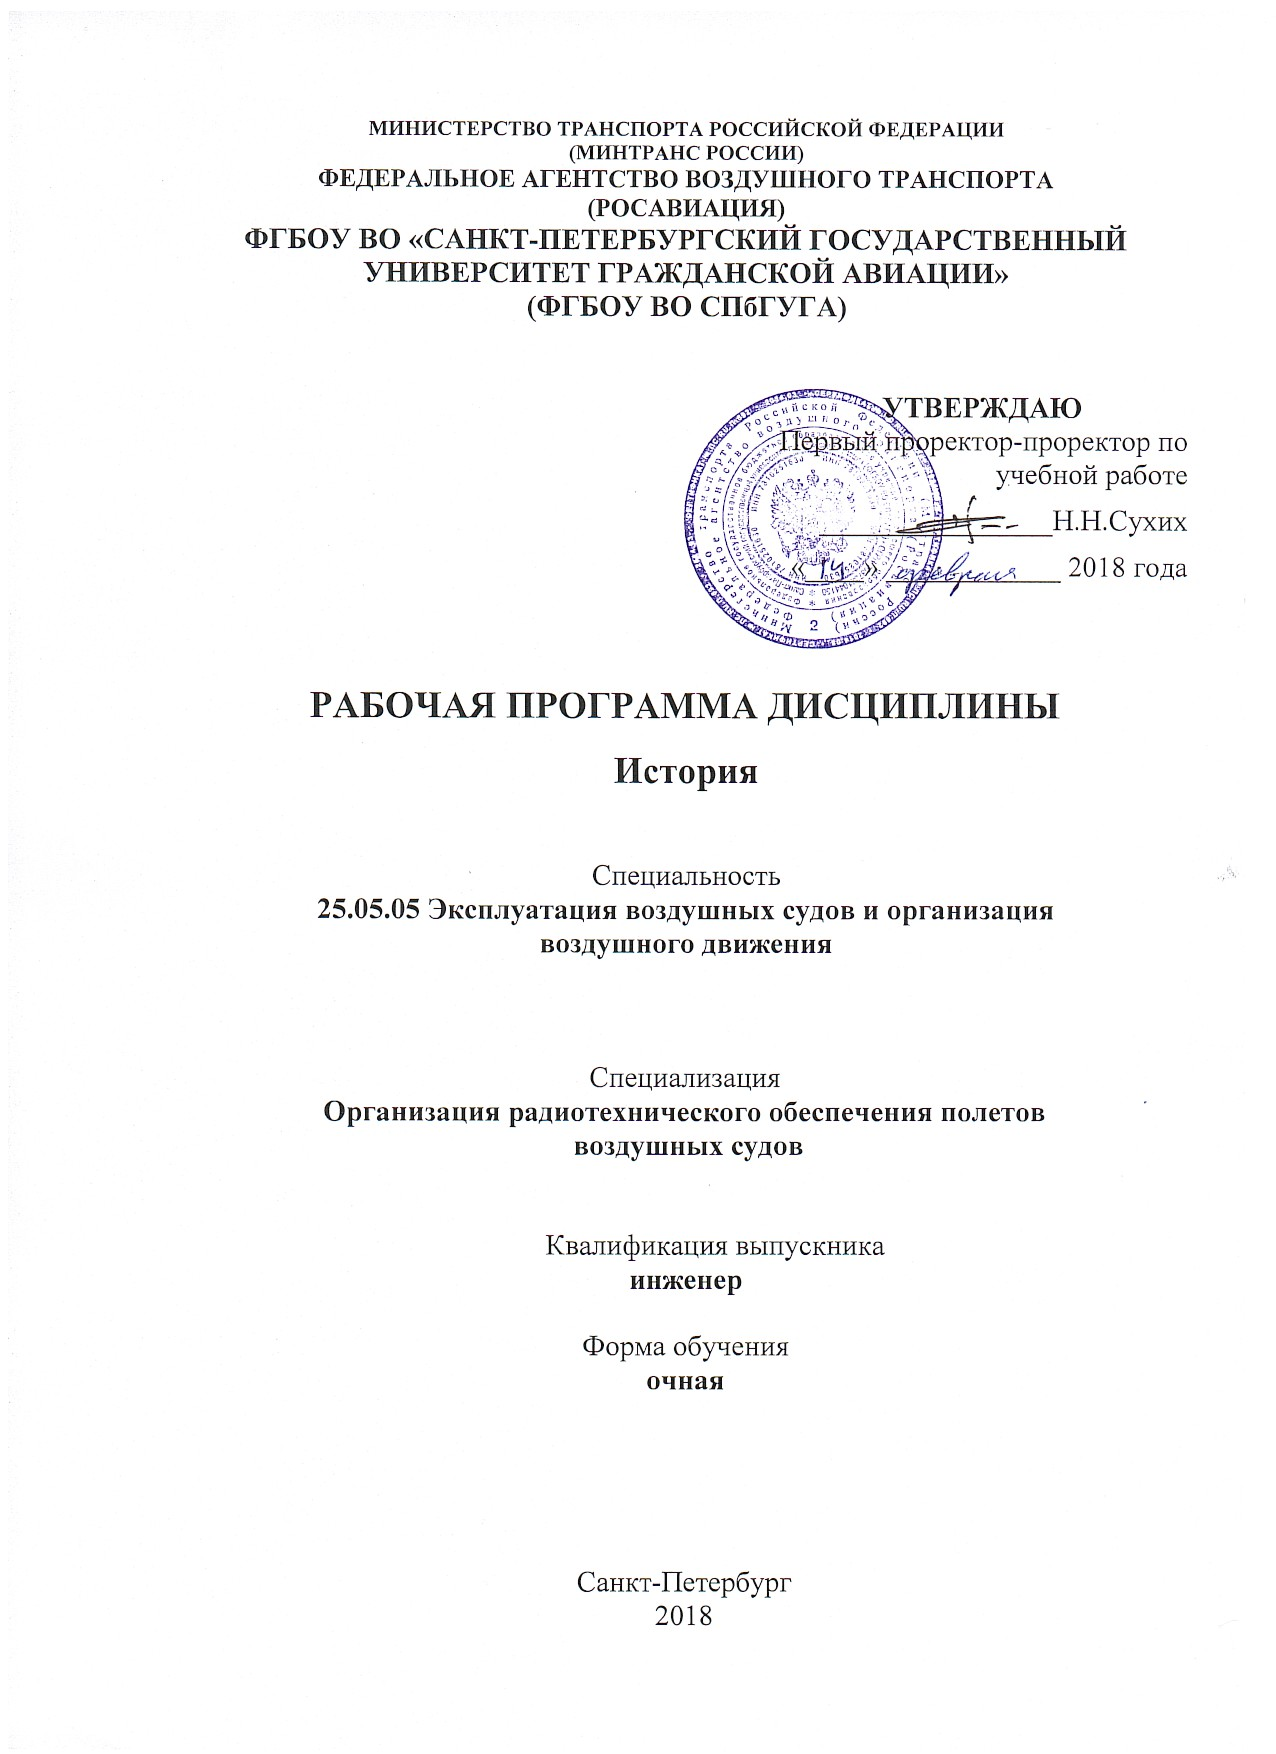 МИНИСТЕРСТВО ТРАНСПОРТА РОССИЙСКОЙ ФЕДЕРАЦИИ
(МИНТРАНС РОССИИ)
ФЕДЕРАЛЬНОЕ АГЕНТСТВО ВОЗДУШНОГО ТРАНСПОРТА
(РОСАВИАЦИЯ)
ФГБОУ ВО «САНКТ-ПЕТЕРБУРГСКИЙ ГОСУДАРСТВЕННЫЙ
УНИВЕРСИТЕТ ГРАЖДАНСКОЙ АВИАЦИИ»
(ФГБОУ ВО СПбГУГА)
УТВЕРЖДАЮ
Первый проректор-проректор по
учебной работе
Н.Н.Сухих
« 14 » февраля 2018 года
РАБОЧАЯ ПРОГРАММА ДИСЦИПЛИНЫ
История
Специальность
25.05.05 Эксплуатация воздушных судов и организация
воздушного движения
Специализация
Организация радиотехнического обеспечения полетов
воздушных судов
Квалификация выпускника
инженер
Форма обучения
очная
Санкт-Петербург
2018